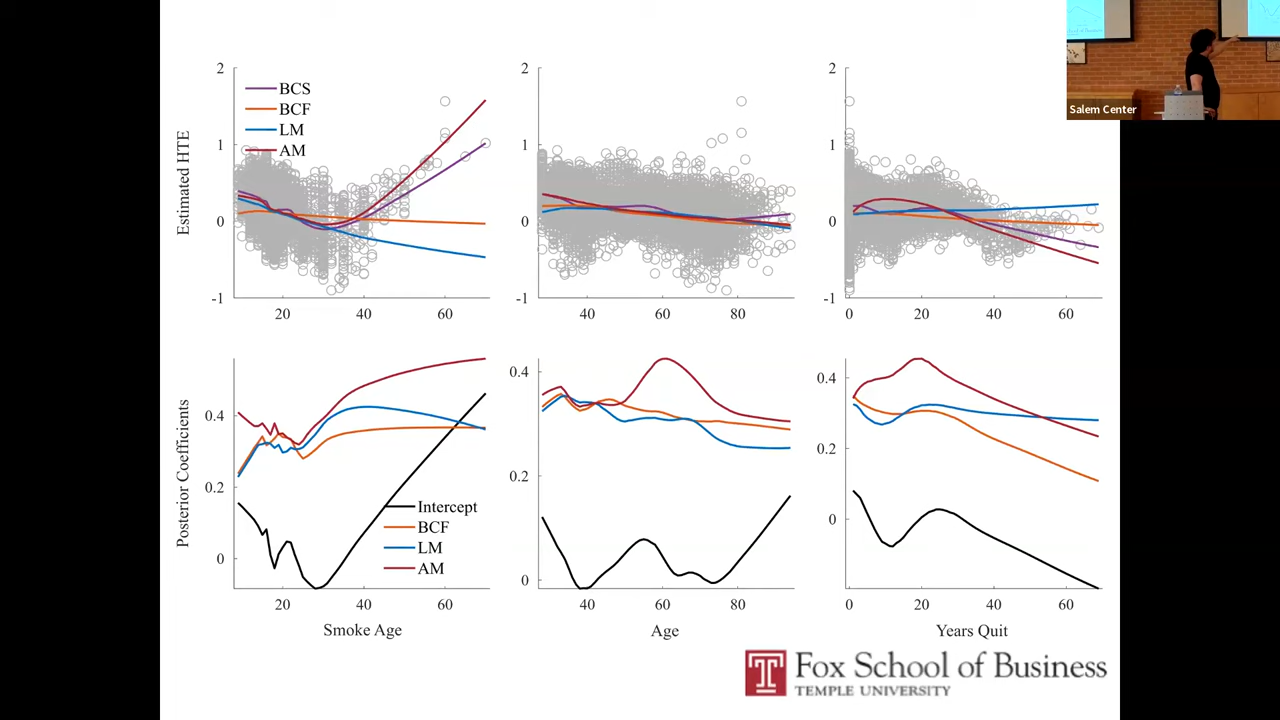 Salem Center
2
1
0
-1
Estimated HTE
BCS
BCF
LM
AM
20
40
60
2
1
0
-1
40
60
80
2
1
0
-1
0
20
40
60
0.4
0.2
0
Posterior Coefficients
Intercept
BCF
LM
AM
20
40
60
Smoke Age
0.4
0.2
0
40
60
80
Age
0.4
0.2
0
0
20
40
60
Years Quit
Fox School of Business
TEMPLE UNIVERSITY